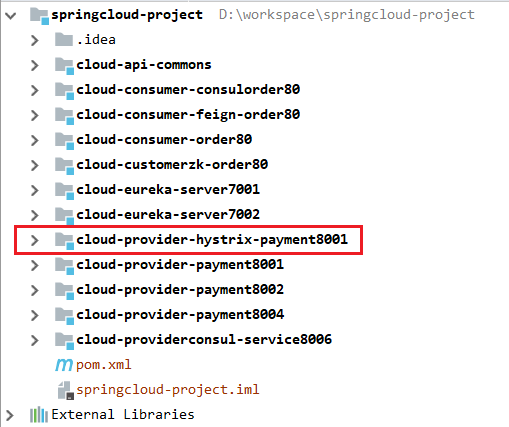 springcloud-project D:\workspace\springcloud-project
.idea
cloud-api-commons
cloud-consumer-consulorder80
cloud-consumer-feign-order80
cloud-consumer-order80
cloud-customerzk-order80
cloud-eureka-server7001
cloud-eureka-server7002
cloud-provider-hystrix-payment8001
cloud-provider-payment8001
cloud-provider-payment8002
cloud-provider-payment8004
cloud-providerconsul-service8006
m pom.xml
springcloud-project.iml
External Libraries